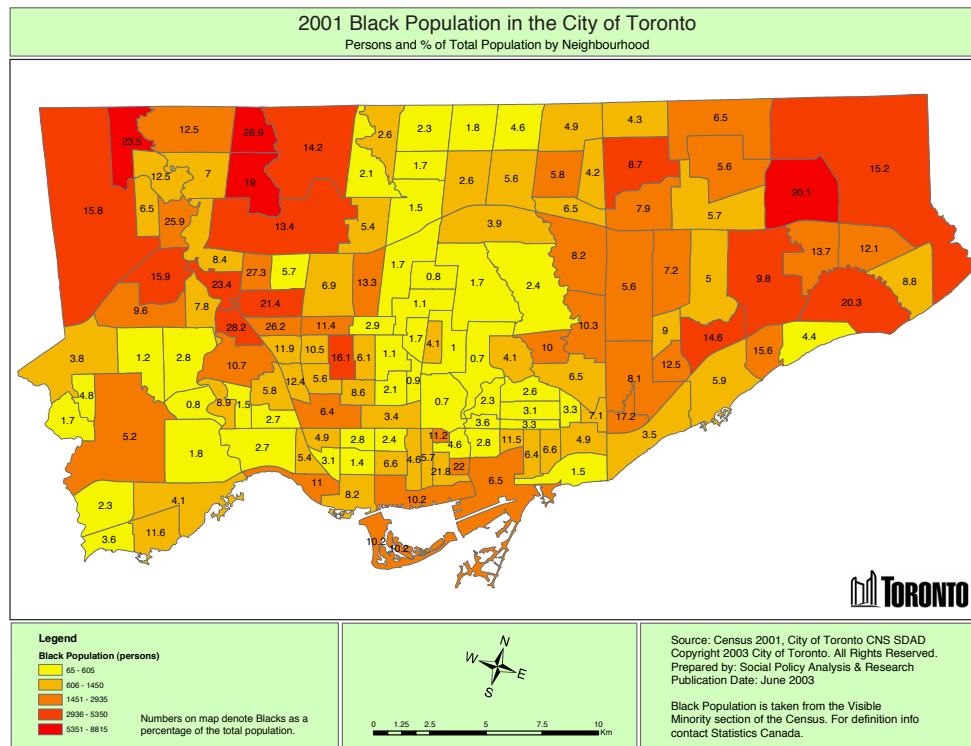 2001 Black Population in the City of Toronto
Persons and % of Total Population by Neighbourhood
23.5 12.5 26.9 14.2 2.6 2.3 1.8 4.6 4.9 4.3 6.5
15.8 12.5 7 19 2.1 1.7 2.6 5.6 5.8 4.2 8.7 5.6 20.1 15.2
6.5 25.9 13.4 5.4 1.5 3.9 6.5 7.9 5.7
15.9 8.4 23.4 27.3 5.7 6.9 13.3 1.7 0.8 1.7 2.4 8.2 5.6 7.2 5 9.8 13.7 12.1 8.8
9.6 7.8 21.4 1.1 20.3
28.2 26.2 11.4 2.9 1.7 4.1 1 10.3 9 14.6 4.4
3.8 1.2 2.8 10.7 11.9 10.5 16.1 6.1 1.1 0.7 4.1 10 12.5 15.6
4.8 0.8 8.9 1.5 5.8 12.4 5.6 8.6 2.1 0.9 0.7 2.3 2.6 6.5 8.1 5.9
1.7 2.7 6.4 3.4 3.6 3.1 3.3 3.3 7.1 17.2
5.2 1.8 2.7 4.9 2.8 2.4 11.2 4.6 2.8 11.5 4.9 3.5
5.4 3.1 1.4 6.6 4.6 5.7 21.8 22 6.4 6.6 1.5
2.3 4.1 11 8.2 10.2 6.5
3.6 11.6 10.2 10.2
TORONTO
Legend
Black Population (persons)
65 - 605
606 - 1450
1451 - 2935
2936 - 5350
5351 - 8815
Numbers on map denote Blacks as a
percentage of the total population.
N
W E
S
0 1.25 2.5 5 7.5 10
Km
Source: Census 2001, City of Toronto CNS SDAD
Copyright 2003 City of Toronto. All Rights Reserved.
Prepared by: Social Policy Analysis & Research
Publication Date: June 2003
Black Population is taken from the Visible
Minority section of the Census. For definition info
contact Statistics Canada.